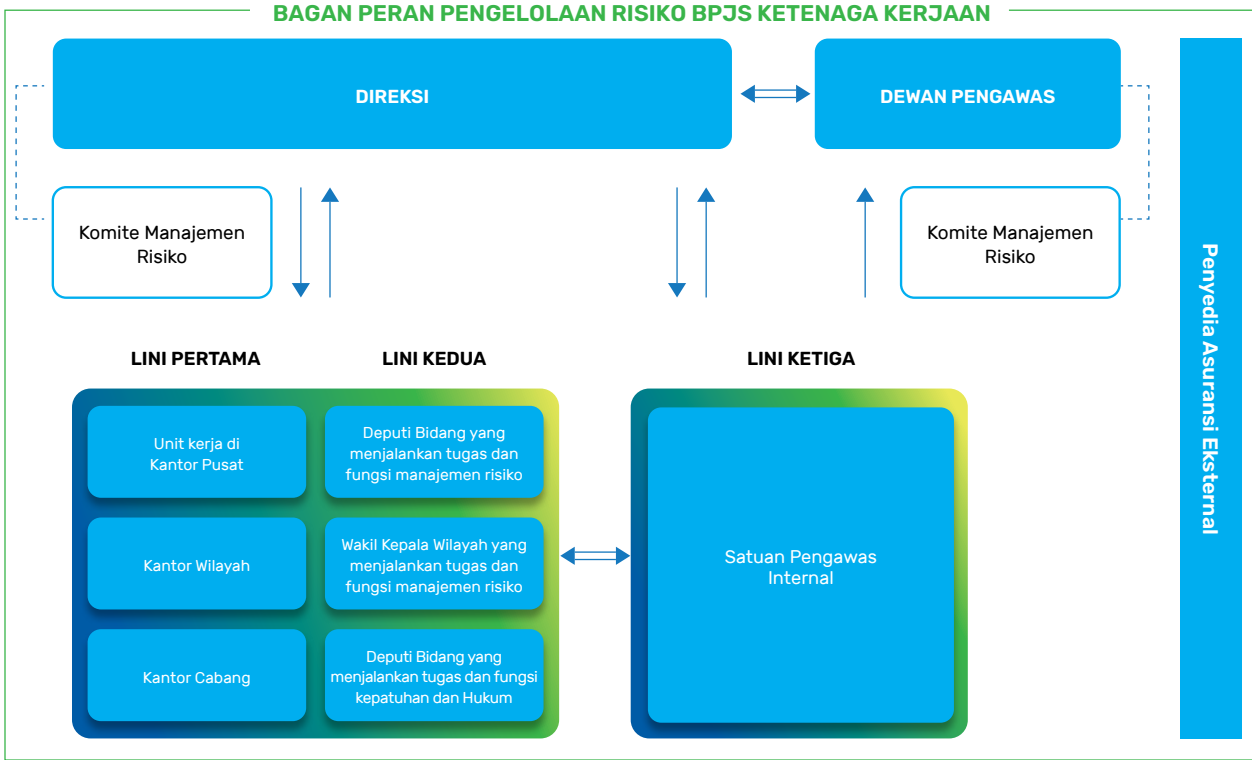 BAGAN PERAN PENGELOLAAN RISIKO BPJS KETENAGA KERJAAN
DIREKSI
DEWAN PENGAWAS
Komite Manajemen
Risiko
Komite Manajemen
Risiko
Penyedia Asuransi Eksternal
LINI PERTAMA
LINI KEDUA
LINI KETIGA
Unit kerja di
Kantor Pusat
Deputi Bidang yang
menjalankan tugas dan
fungsi manajemen risiko
Kantor Wilayah
Wakil Kepala Wilayah yang
menjalankan tugas dan
fungsi manajemen risiko
Kantor Cabang
Deputi Bidang yang
menjalankan tugas dan fungsi
kepatuhan dan Hukum
Satuan Pengawas
Internal